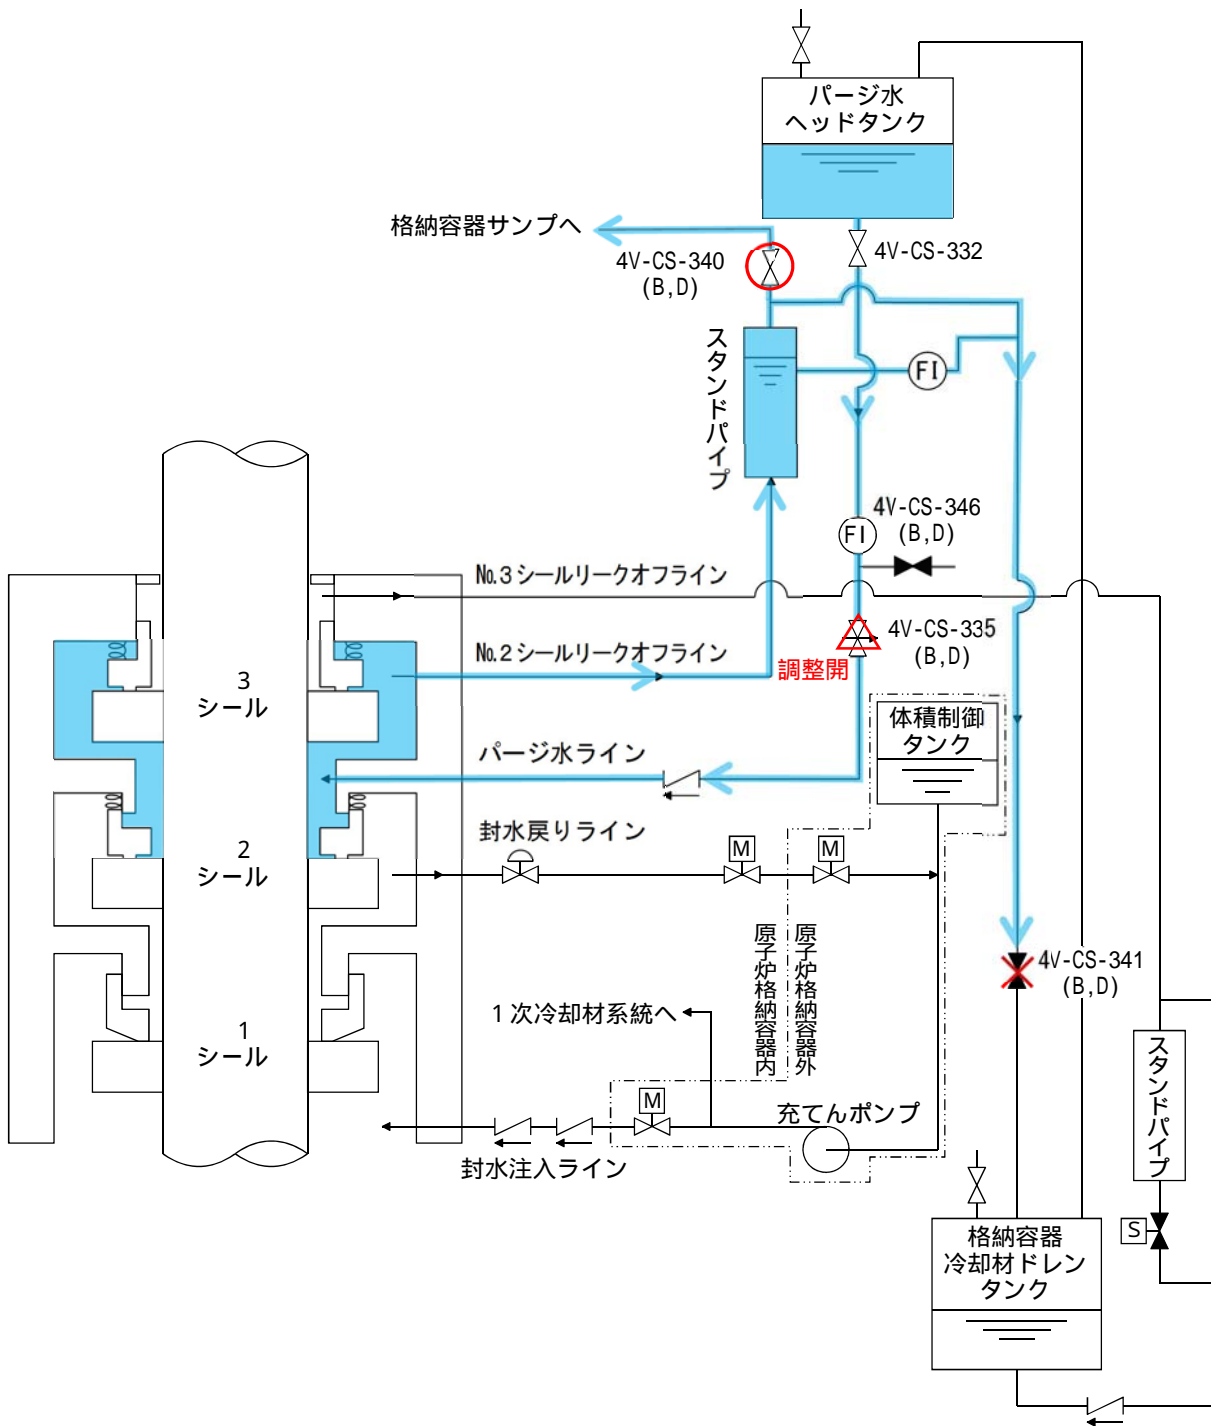 パージ水
ヘッドタンク
格納容器サンプへ
4V-CS-340
(B,D)
4V-CS-332
スタンドパイプ
FI
4V-CS-346
(B,D)
FI
No.3シールリークオフライン
4V-CS-335
(B,D)
No.2シールリークオフライン
調整開
3
シール
体積制御
タンク
パージ水ライン
封水戻りライン
M
M
2
シール
原子炉格納容器内
原子炉格納容器外
4V-CS-341
(B,D)
1次冷却材系統へ
1
シール
スタンドパイプ
M
充てんポンプ
封水注入ライン
S
格納容器
冷却材ドレン
タンク